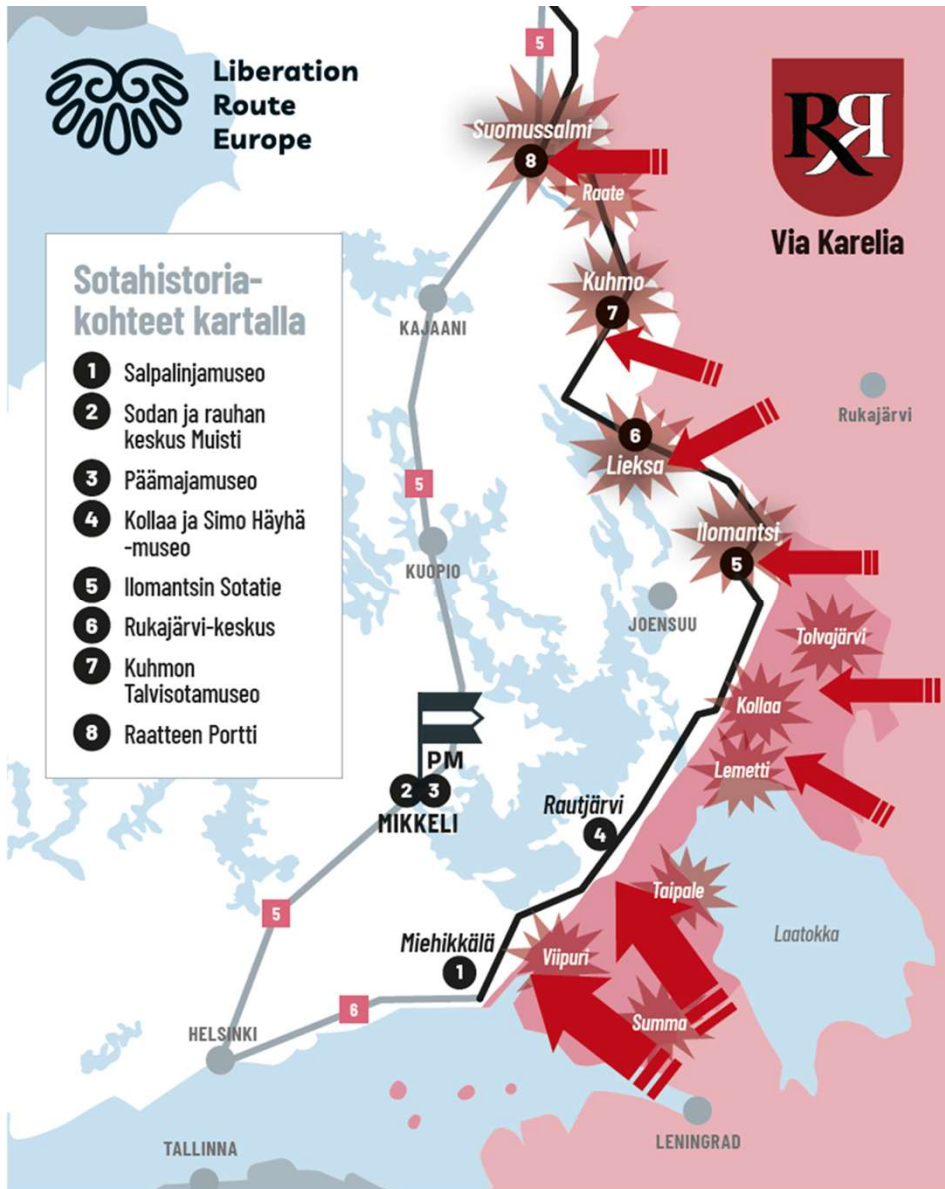 Liberation
Route
Europe
RR
Via Karelia
Sotahistoria-
kohteet kartalla
1 Salpalinjamuseo
2 Sodan ja rauhan
keskus Muisti
3 Päämajamuseo
4 Kollaa ja Simo Häyhä
-museo
5 Ilomantsin Sotatie
6 Rukajärvi-keskus
7 Kuhmon
Talvisotamuseo
8 Raatteen Portti
5
Suomussalmi
8
Raate
Kuhmo
7
KAJAANI
Rukajärvi
6
Lieksa
5
Ilomantsi
5
KUOPIO
JOENSUU
Tolvajärvi
Kollaa
PM
Lemetti
2 3
MIKKELI
Rautjärvi
4
Taipale
5
Miehikkälä
1
Viipuri
Laatokka
6
Summa
HELSINKI
LENINGRAD
TALLINNA